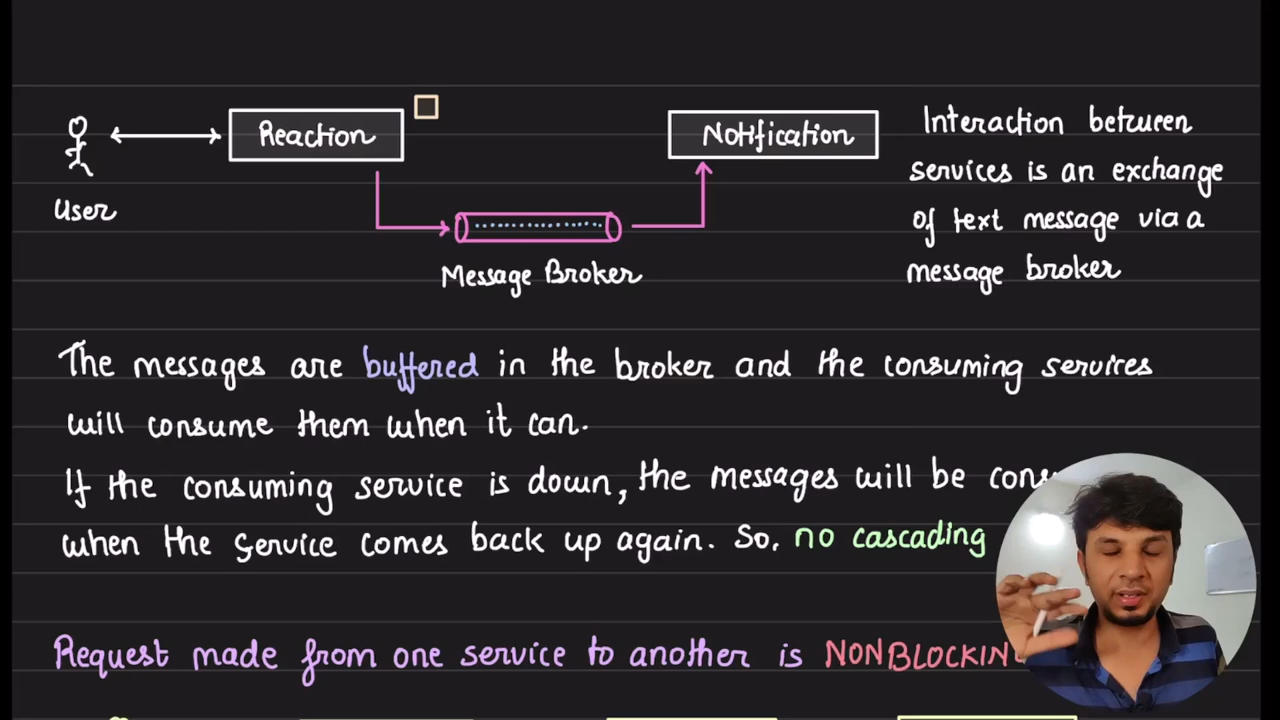 Reaction
Notification
User
Message Broker
Interaction between
services is an exchange
of text message via a
message broker
The messages are buffered in the broker and the consuming services
will consume them when it can.
If the consuming service is down, the messages will be
when the service comes back up again. So, no cascading
Request made from one service to another is